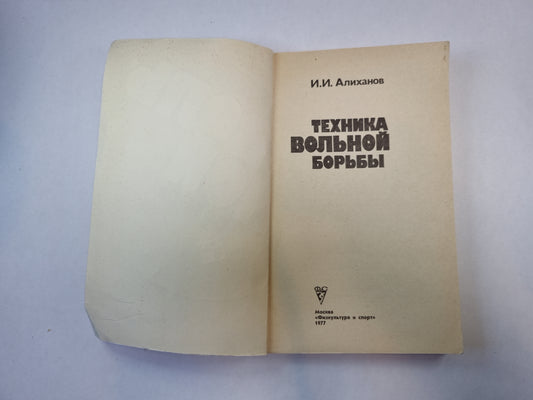 И.И. Алиханов
ТЕХНИКА
ВОЛЬНОЙ
БОРЬБЫ
Москва
«Физкультура и спорт»
1977